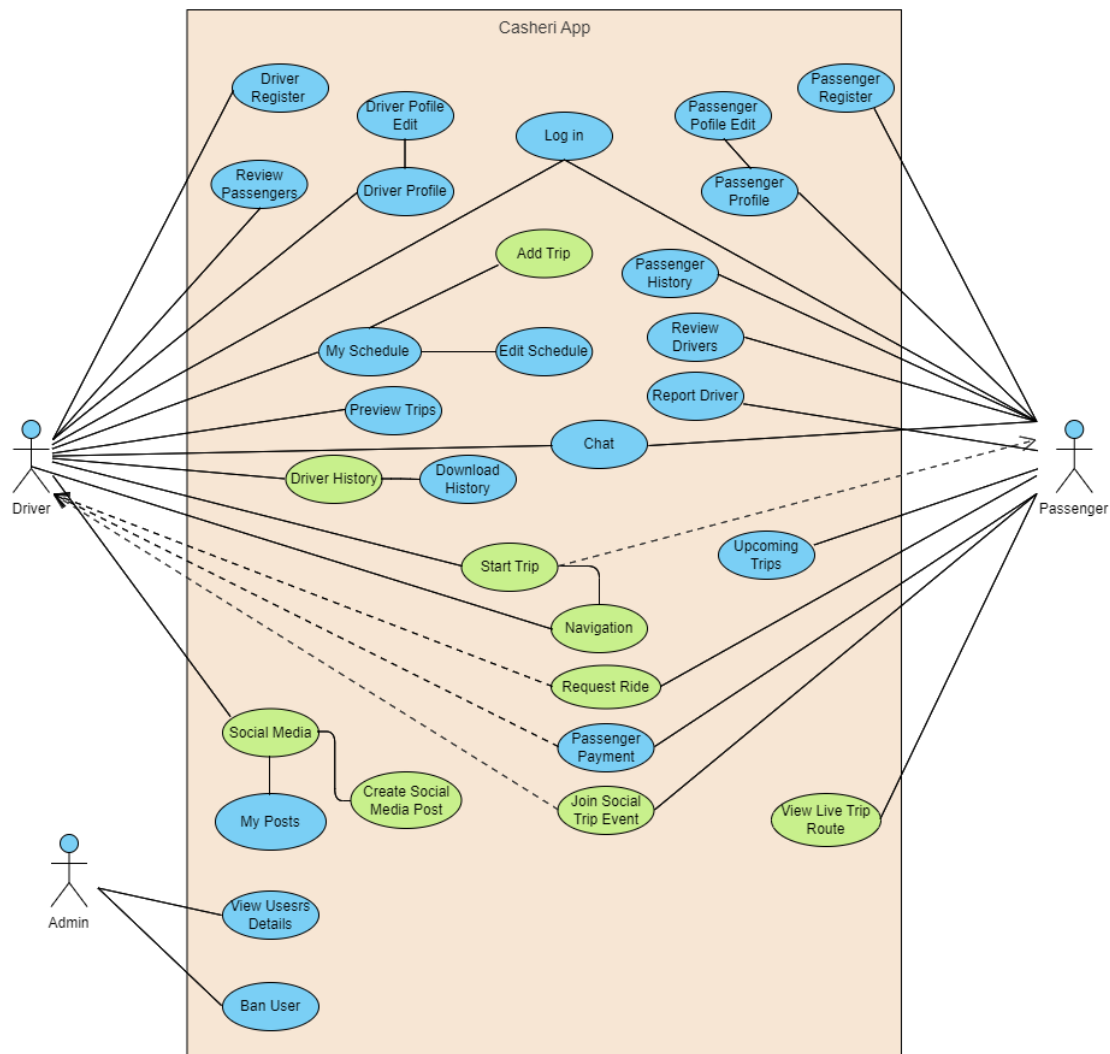 Casheri App
Driver
Register
Driver Pofile
Edit
Log in
Passenger
Pofile Edit
Passenger
Register
Review
Passengers
Driver Profile
Passenger
Profile
Add Trip
Passenger
History
My Schedule
Edit Schedule
Review
Drivers
Preview Trips
Report Driver
Chat
Driver History
Download
History
Driver
Passenger
Start Trip
Upcoming
Trips
Navigation
Request Ride
Social Media
Passenger
Payment
Create Social
Media Post
Join Social
Trip Event
My Posts
View Live Trip
Route
Admin
View Usesrs
Details
Ban User